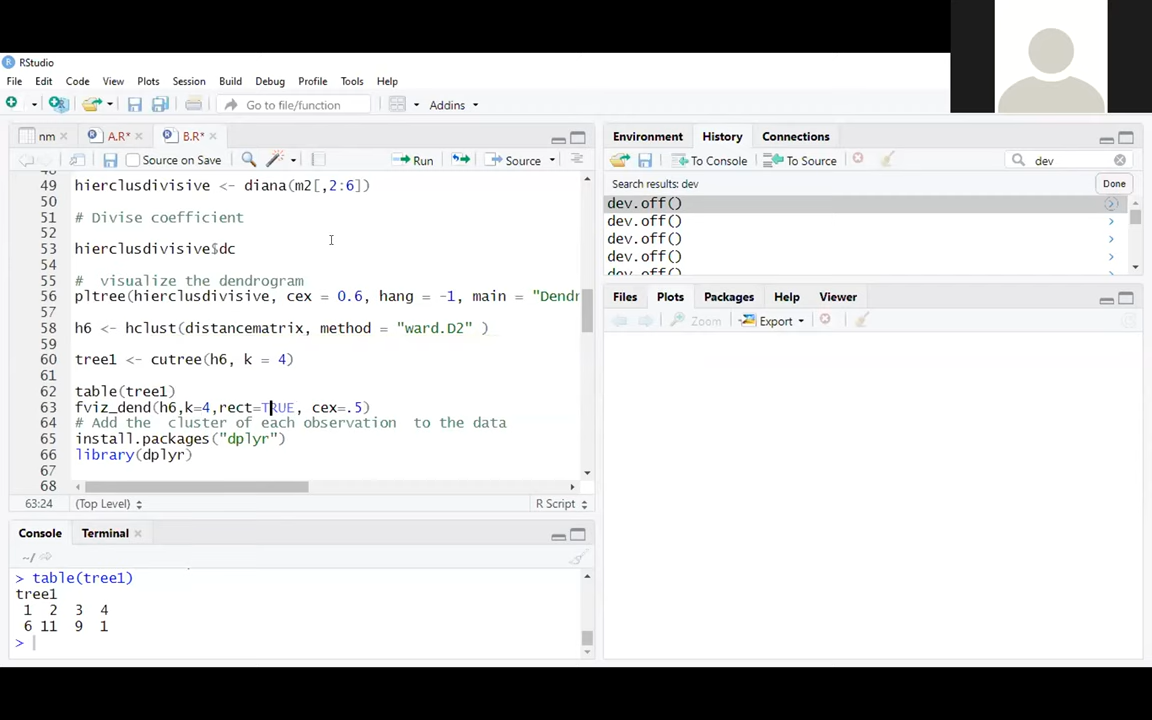 RStudio
File Edit Code View Plots Session Build Debug Profile Tools Help
Go to file/function Addins
nm A.R* B.R*
Source on Save Run Source
49 hierclusdivisive <- diana(m2[,2:6])
50
51 # Divise coefficient
52
53 hierclusdivisive$dc
54
55 #  visualize the dendrogram
56 pltree(hierclusdivisive, cex = 0.6, hang = -1, main = "Dendr
57
58 h6 <- hclust(distancematrix, method = "ward.D2" )
59
60 tree1 <- cutree(h6, k = 4)
61
62 table(tree1)
63 fviz_dend(h6,k=4,rect=TRUE, cex=.5)
64 # Add the  cluster of each observation  to the data
65 install.packages("dplyr")
66 library(dplyr)
67
68
63:24 (Top Level) R Script
Console Terminal
~/
> table(tree1)
tree1
1 2 3 4
6 11 9 1
>
Environment History Connections
To Console To Source dev
Search results: dev Done
dev.off()
dev.off()
dev.off()
dev.off()
dev.off()
Files Plots Packages Help Viewer
Zoom Export